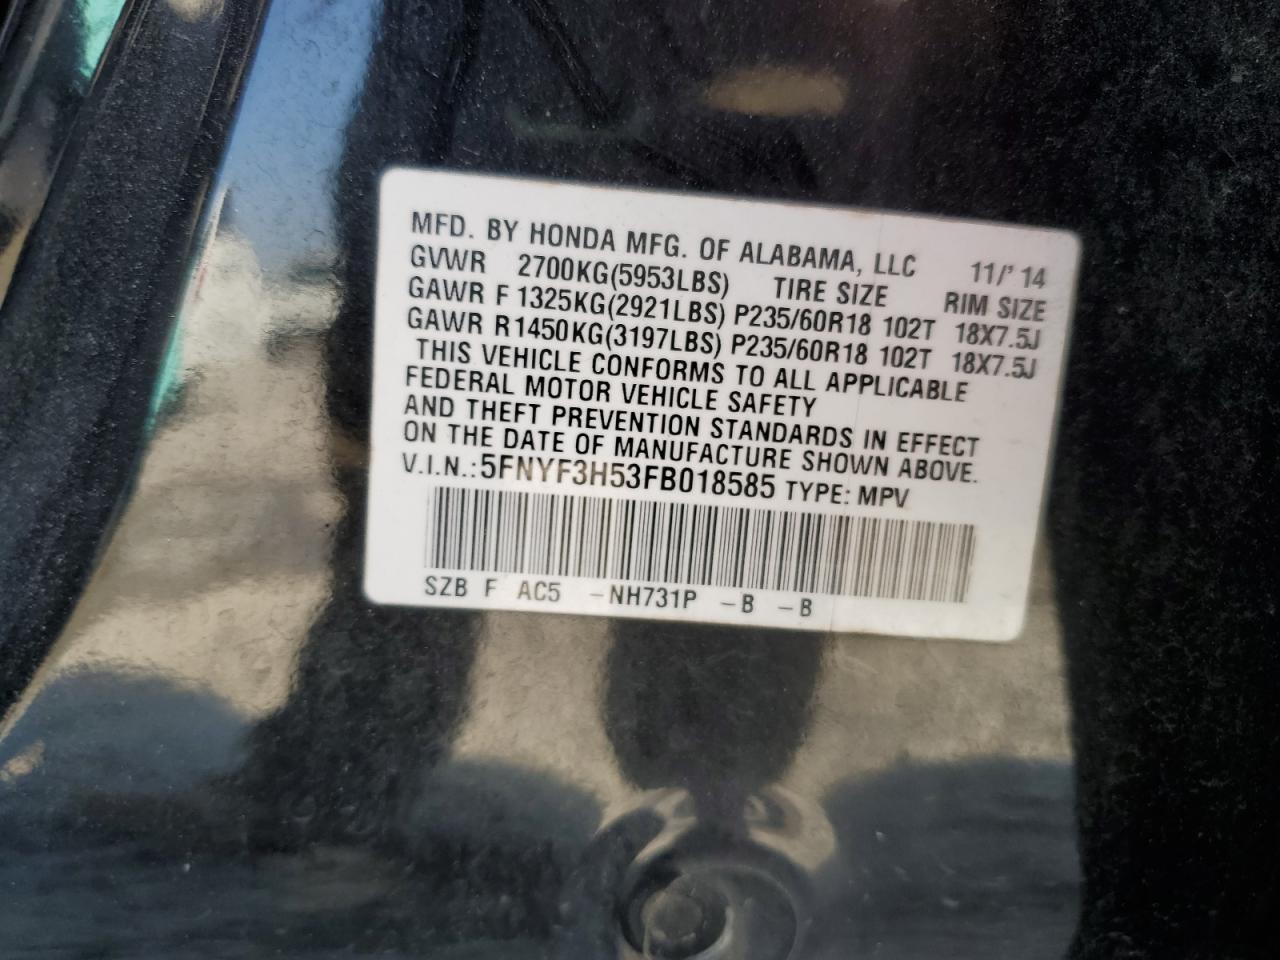 MFD. BY HONDA MFG. OF ALABAMA, LLC 11/'14
GVWR 2700KG(5953LBS) TIRE SIZE RIM SIZE
GAWR F 1325KG(2921LBS) P235/60R18 102T 18X7.5J
GAWR R1450KG(3197LBS) P235/60R18 102T 18X7.5J
THIS VEHICLE CONFORMS TO ALL APPLICABLE
FEDERAL MOTOR VEHICLE SAFETY
AND THEFT PREVENTION STANDARDS IN EFFECT
ON THE DATE OF MANUFACTURE SHOWN ABOVE.
V.I.N.:5FNYF3H53FB018585 TYPE: MPV
SZB F AC5 -NH731P -B -B